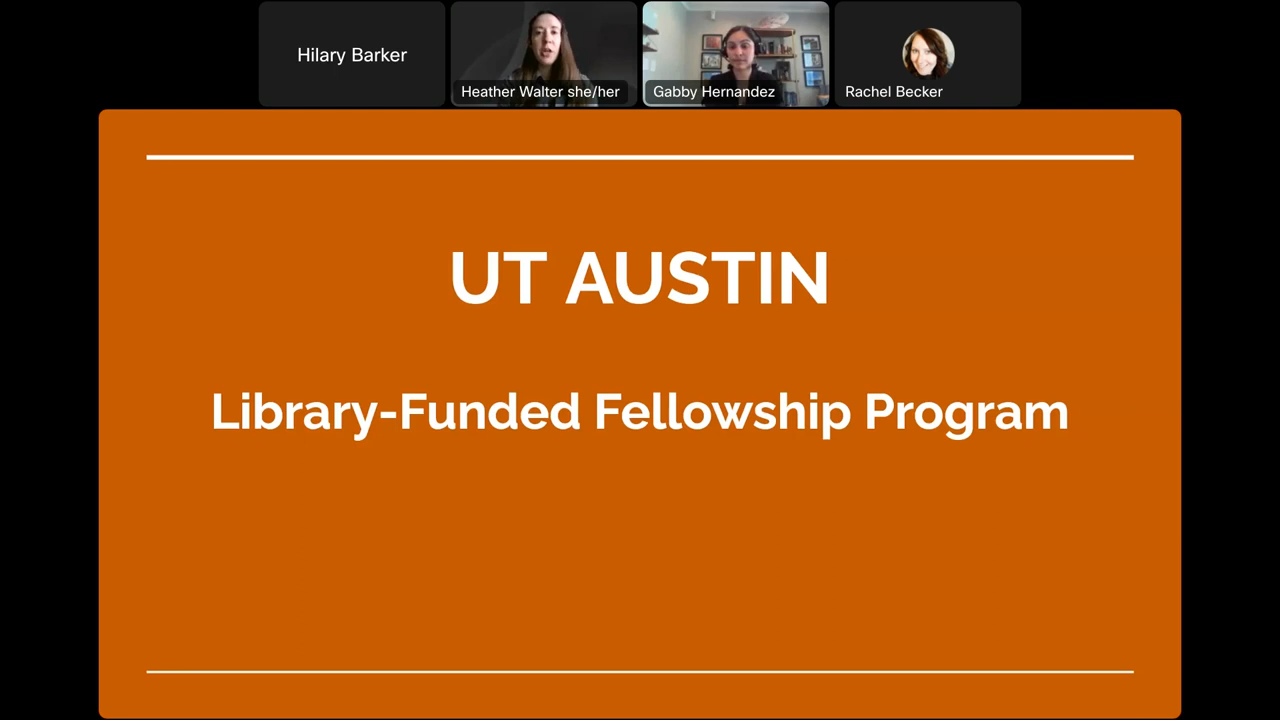 Hilary Barker
Heather Walter she/her
Gabby Hernandez
Rachel Becker
UT AUSTIN
Library-Funded Fellowship Program